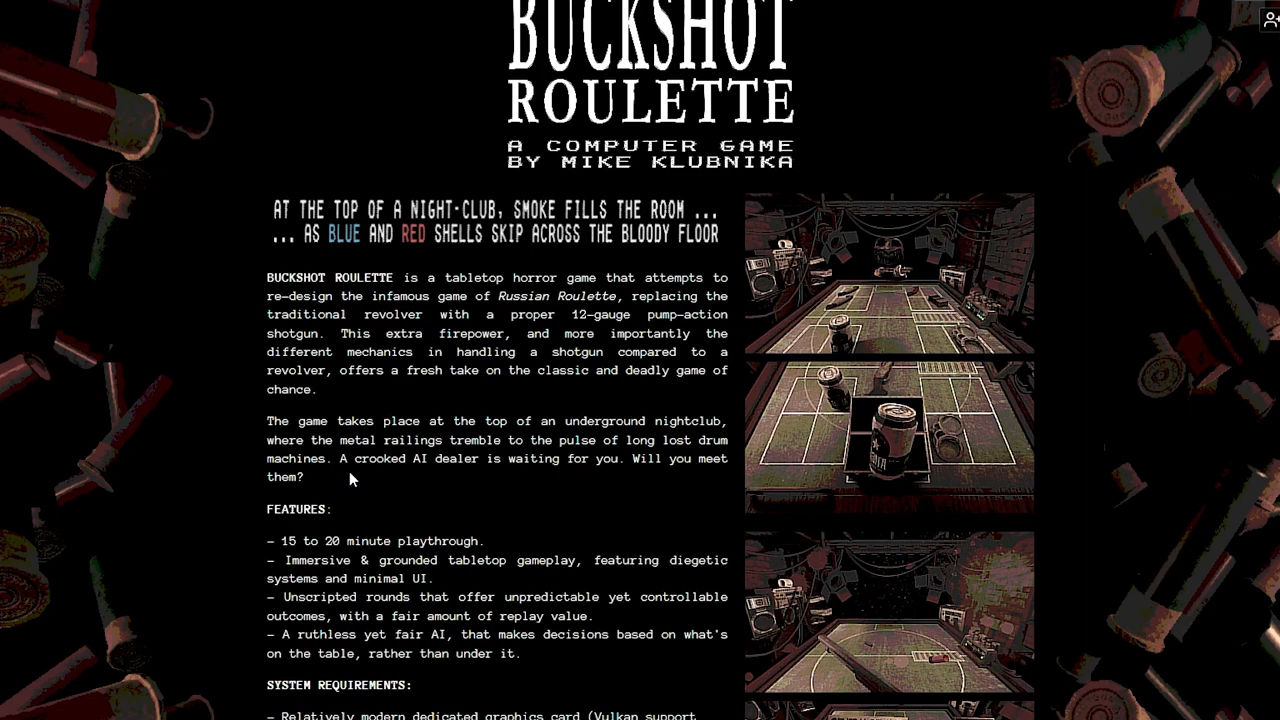 BUCKSHOT
ROULETTE
A COMPUTER GAME
BY MIKE KLUBNIKA
AT THE TOP OF A NIGHT-CLUB, SMOKE FILLS THE ROOM ...
... AS BLUE AND RED SHELLS SKIP ACROSS THE BLOODY FLOOR
BUCKSHOT ROULETTE is a tabletop horror game that attempts to
re-design the infamous game of Russian Roulette, replacing the
traditional revolver with a proper 12-gauge pump-action
shotgun. This extra firepower, and more importantly the
different mechanics in handling a shotgun compared to a
revolver, offers a fresh take on the classic and deadly game of
chance.
The game takes place at the top of an underground nightclub,
where the metal railings tremble to the pulse of long lost drum
machines. A crooked AI dealer is waiting for you. Will you meet
them?
FEATURES:
- 15 to 20 minute playthrough.
- Immersive & grounded tabletop gameplay, featuring diegetic
systems and minimal UI.
- Unscripted rounds that offer unpredictable yet controllable
outcomes, with a fair amount of replay value.
- A ruthless yet fair AI, that makes decisions based on what's
on the table, rather than under it.
SYSTEM REQUIREMENTS:
- Relatively modern dedicated graphics card (Vulkan support